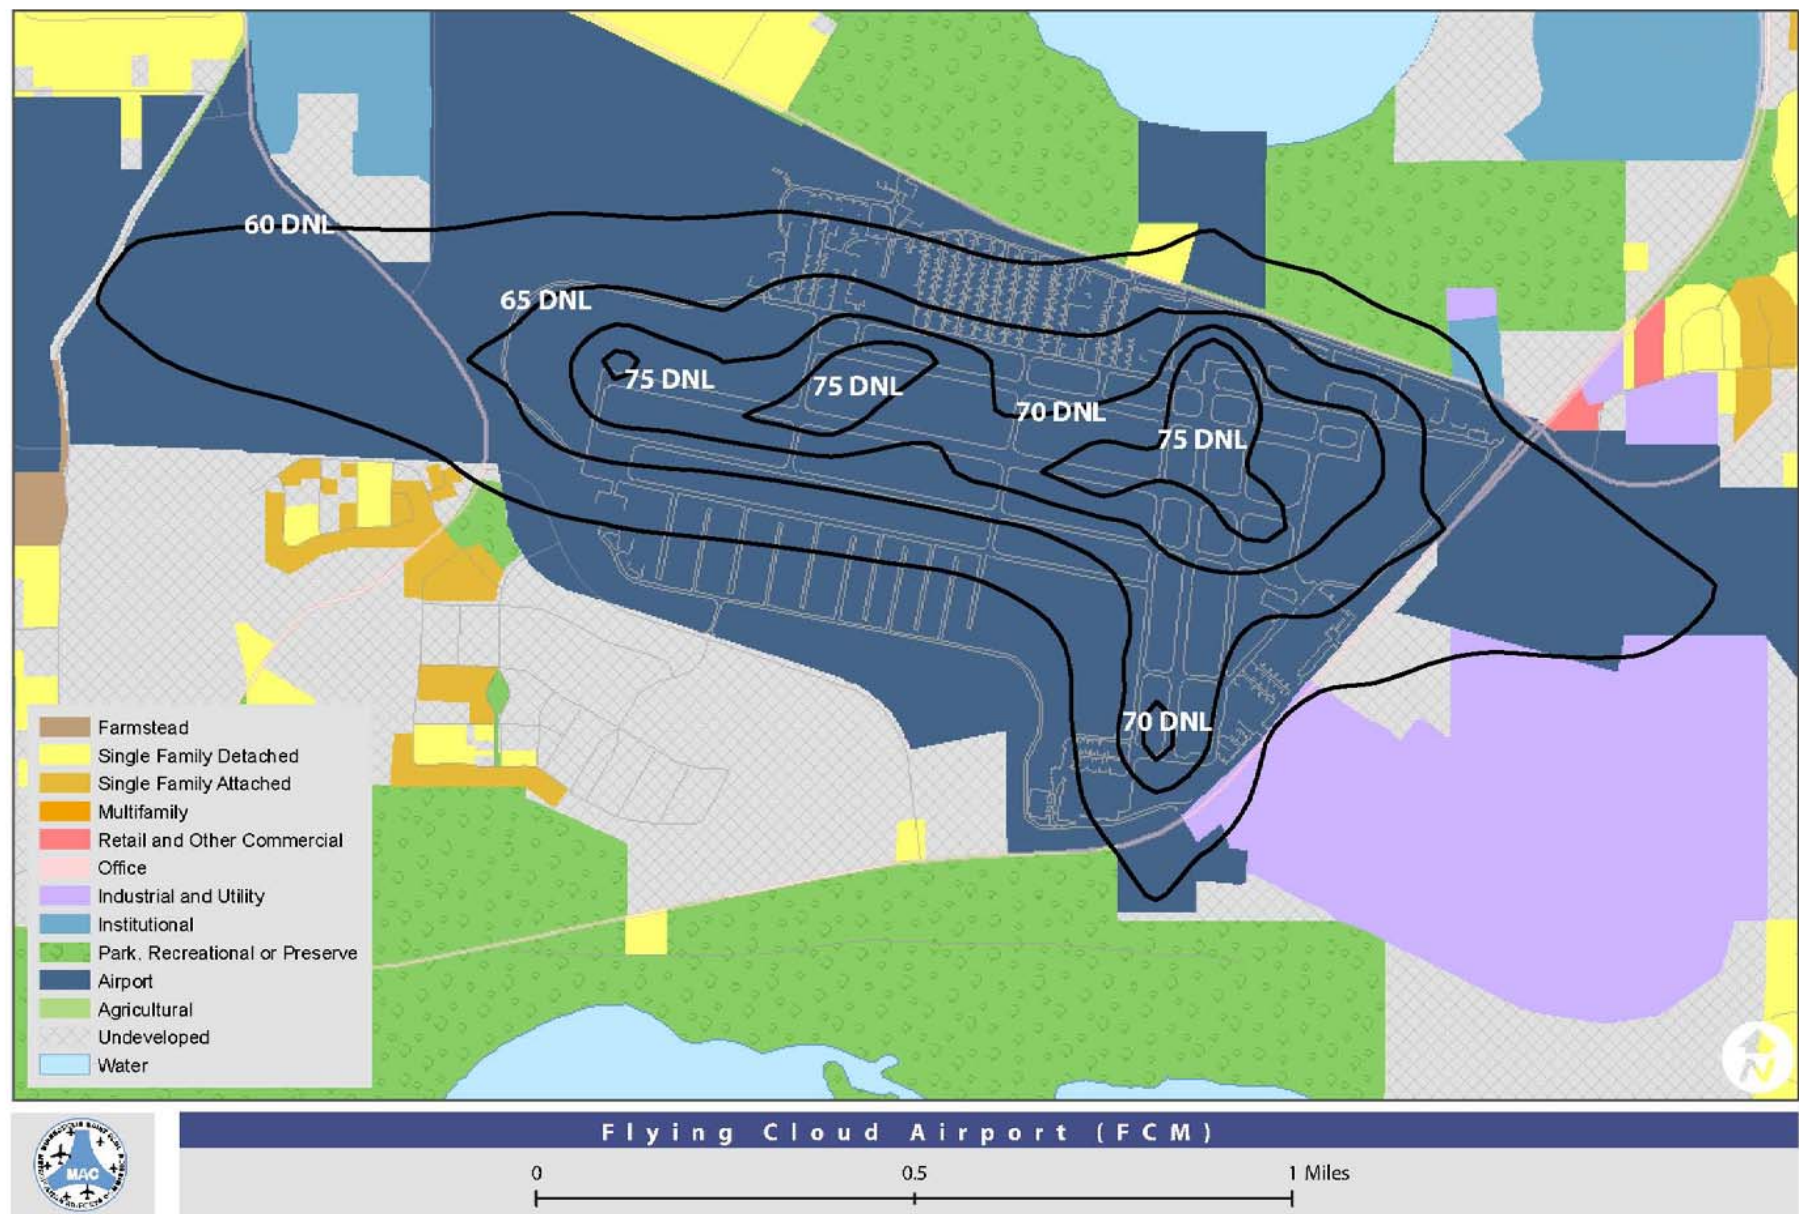 60 DNL
65 DNL
75 DNL
75 DNL
70 DNL
75 DNL
70 DNL
Farmstead
Single Family Detached
Single Family Attached
Multifamily
Retail and Other Commercial
Office
Industrial and Utility
Institutional
Park, Recreational or Preserve
Airport
Agricultural
Undeveloped
Water
N
MAC
Flying Cloud Airport (FCM)
0 0.5 1 Miles